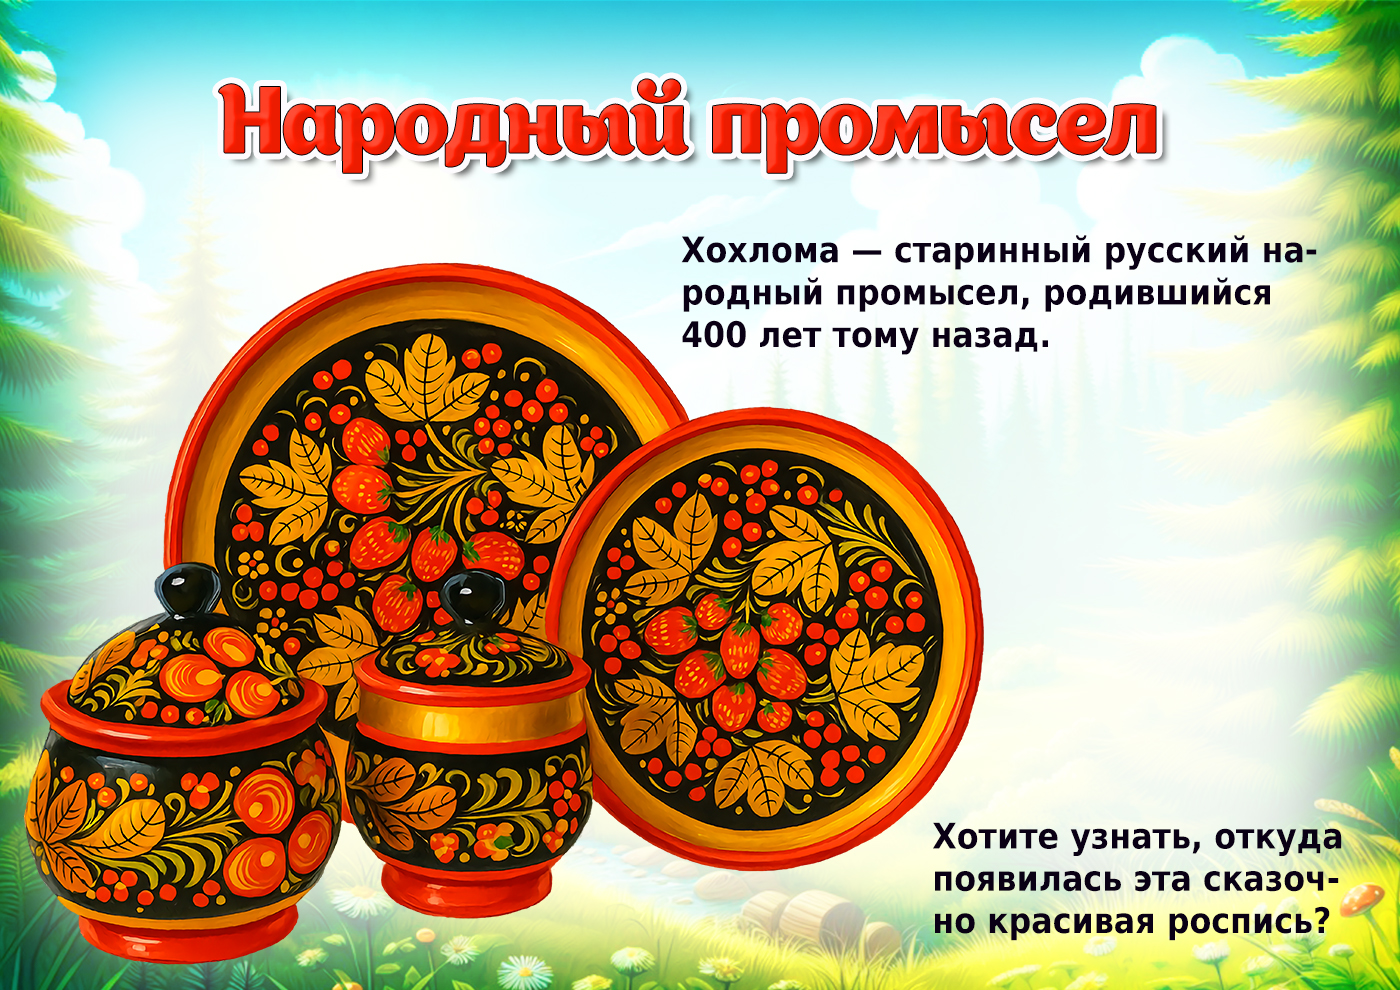 Народный промысел
Хохлома — старинный русский на-
родный промысел, родившийся
400 лет тому назад.
Хотите узнать, откуда
появилась эта сказоч-
но красивая роспись?